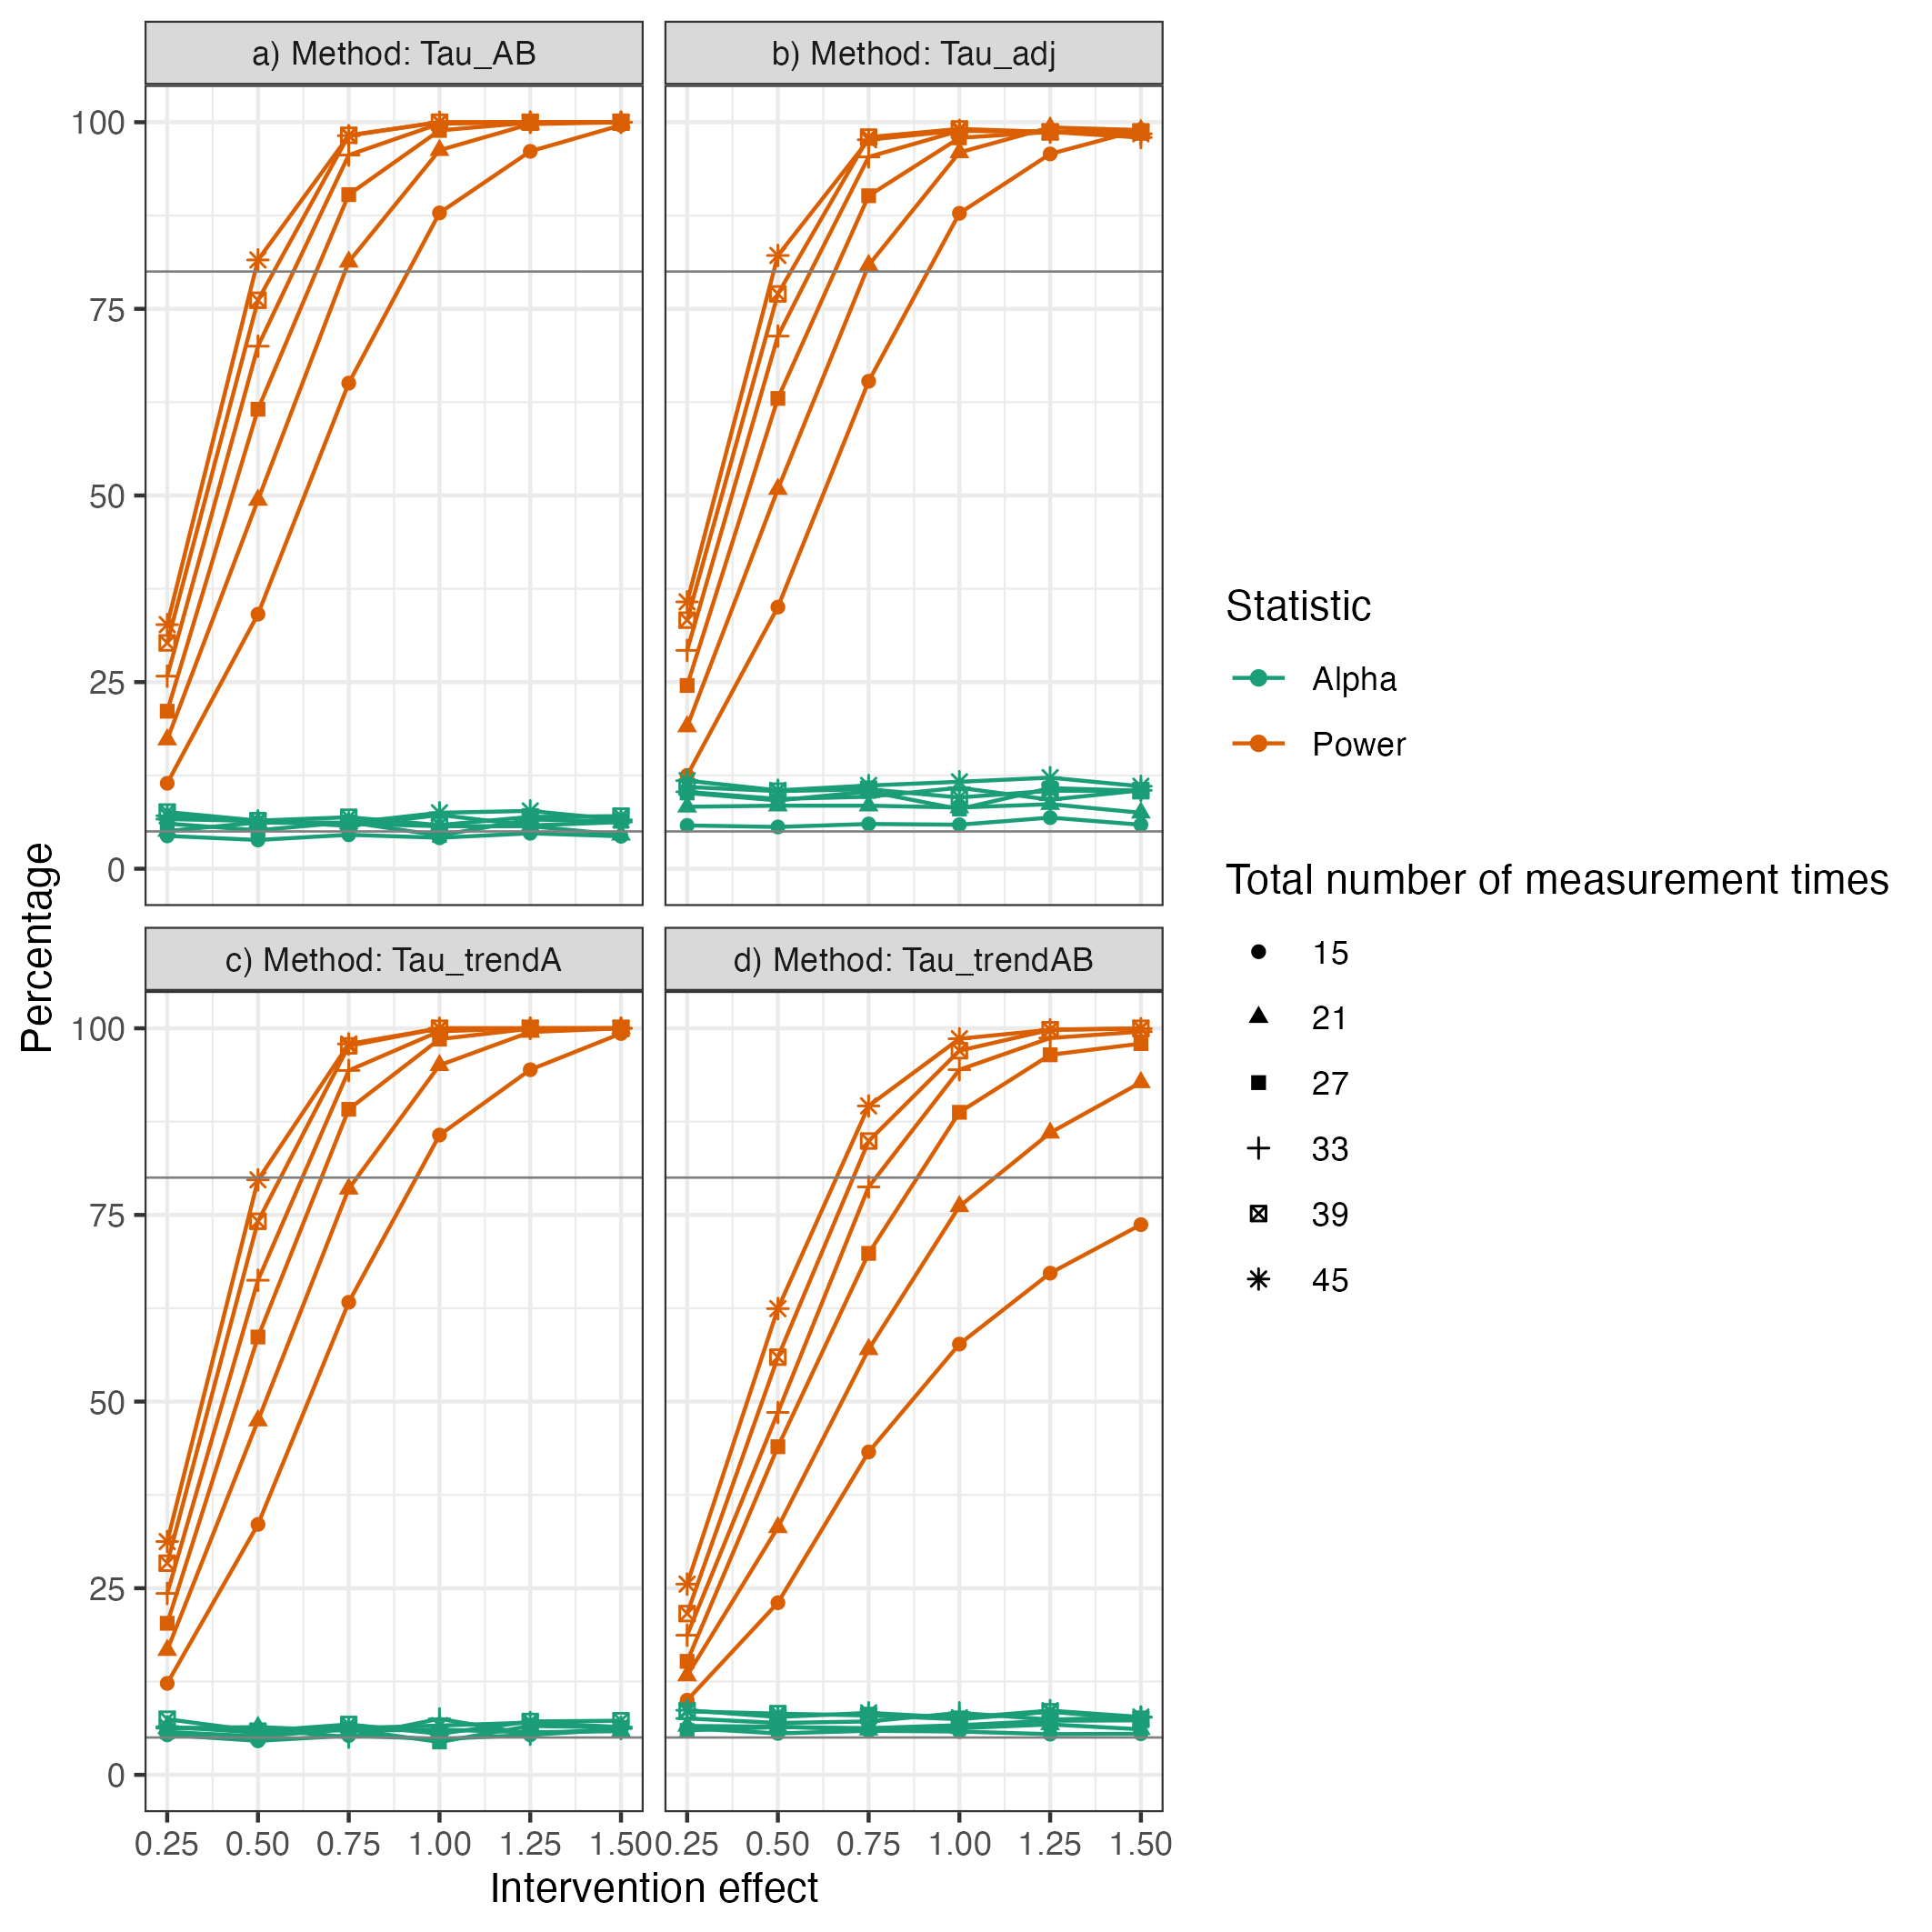 a) Method: Tau_AB
b) Method: Tau_adj
100
75
50
25
0
c) Method: Tau_trendA
d) Method: Tau_trendAB
100
75
50
25
0
0.25 0.50 0.75 1.00 1.25 1.50
0.25 0.50 0.75 1.00 1.25 1.50
Intervention effect
Percentage
Statistic
Alpha
Power
Total number of measurement times
15
21
27
33
39
45